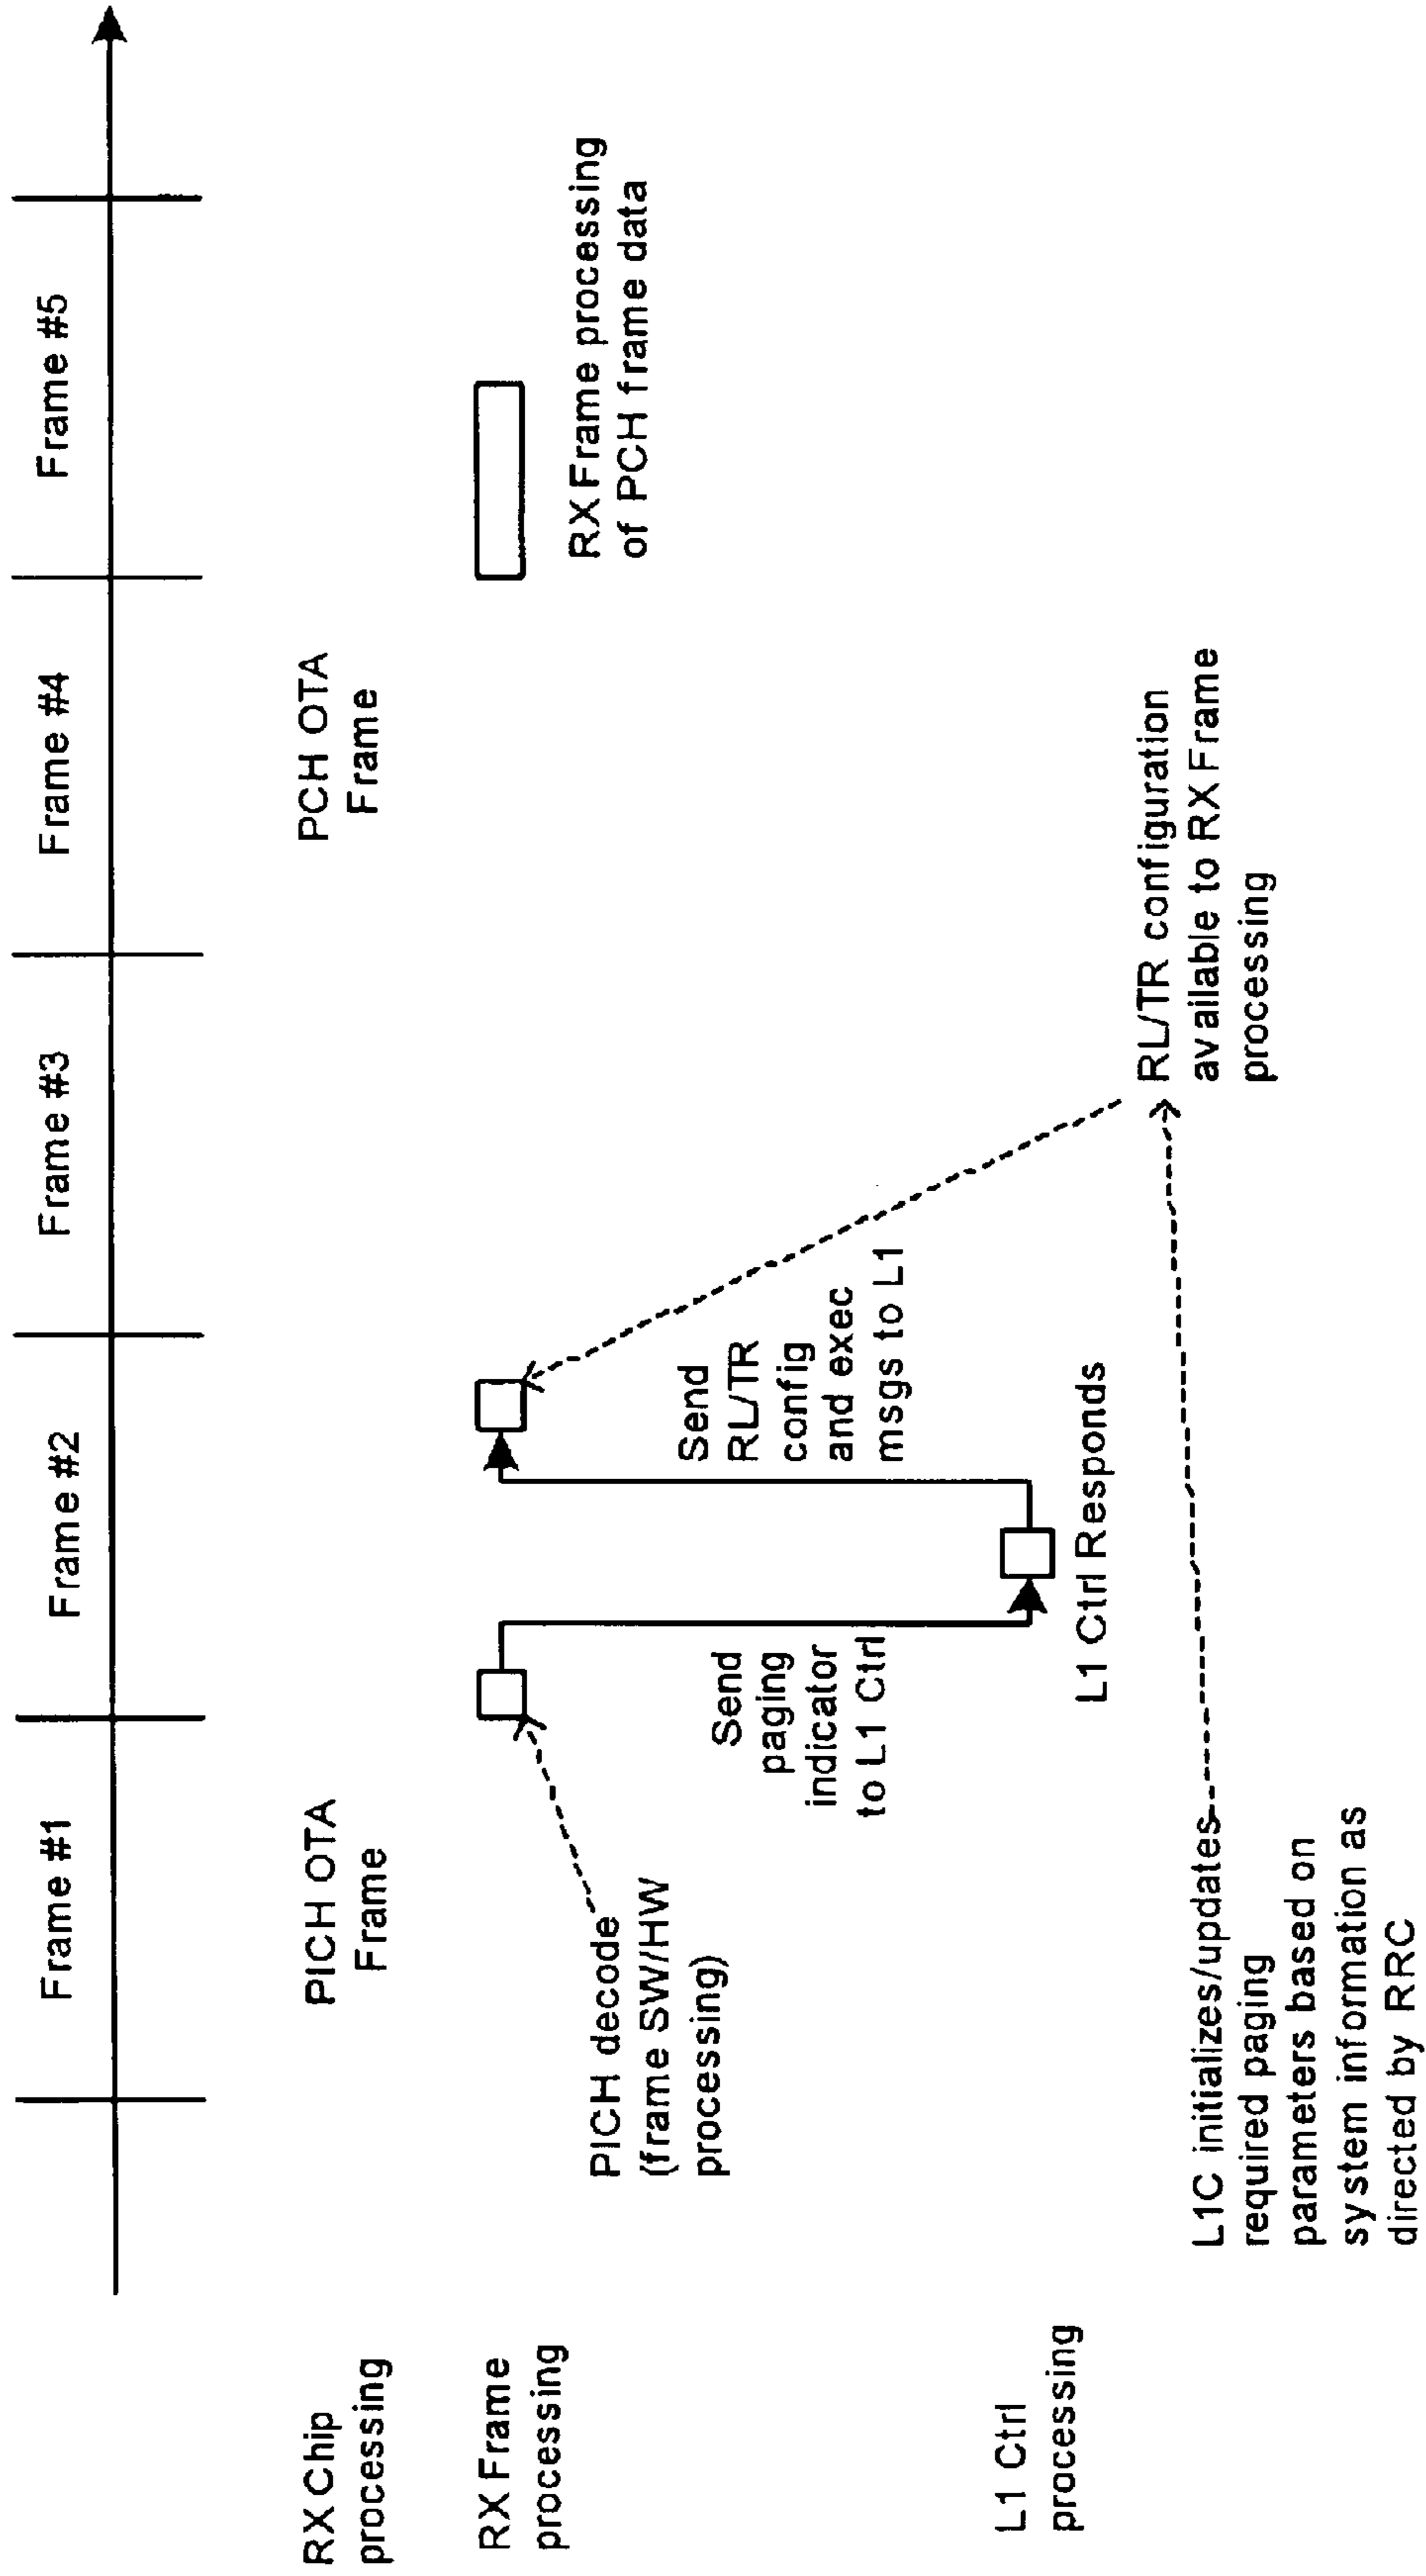 Frame #1
Frame #2
Frame #3
Frame #4
Frame #5
RX Chip
processing
PICH OTA
Frame
PCH OTA
Frame
RX Frame
processing
PICH decode
(frame SW/HW
processing)
Send
paging
indicator
to L1 Ctrl
Send
RL/TR
config
and exec
msgs to L1
RX Frame processing
of PCH frame data
L1 Ctrl
processing
L1 Ctrl Responds
L1C initializes/updates
required paging
parameters based on
system information as
directed by RRC
RL/TR configuration
available to RX Frame
processing